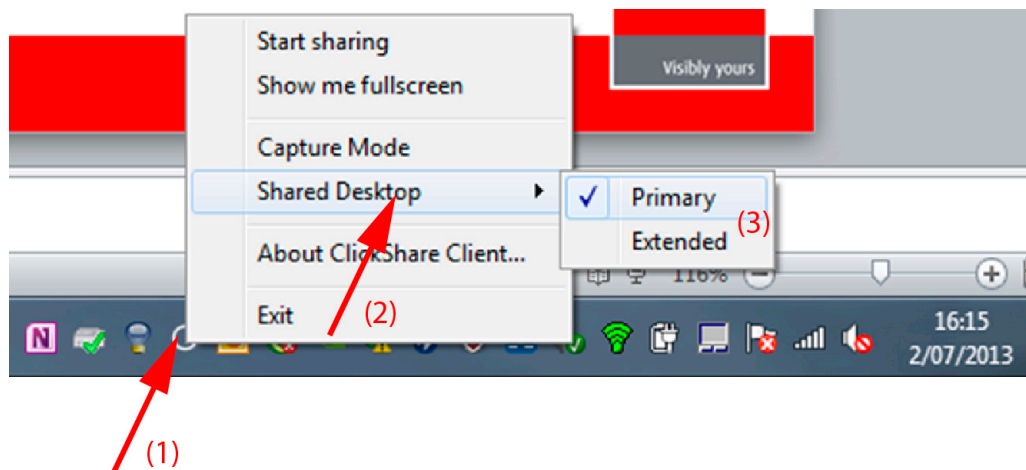 Start sharing
Show me fullscreen
Visibly yours
Capture Mode
Shared Desktop
Primary
(3)
Extended
About ClickShare Client...
116%
Exit
(2)
N
16:15
2/07/2013
(1)